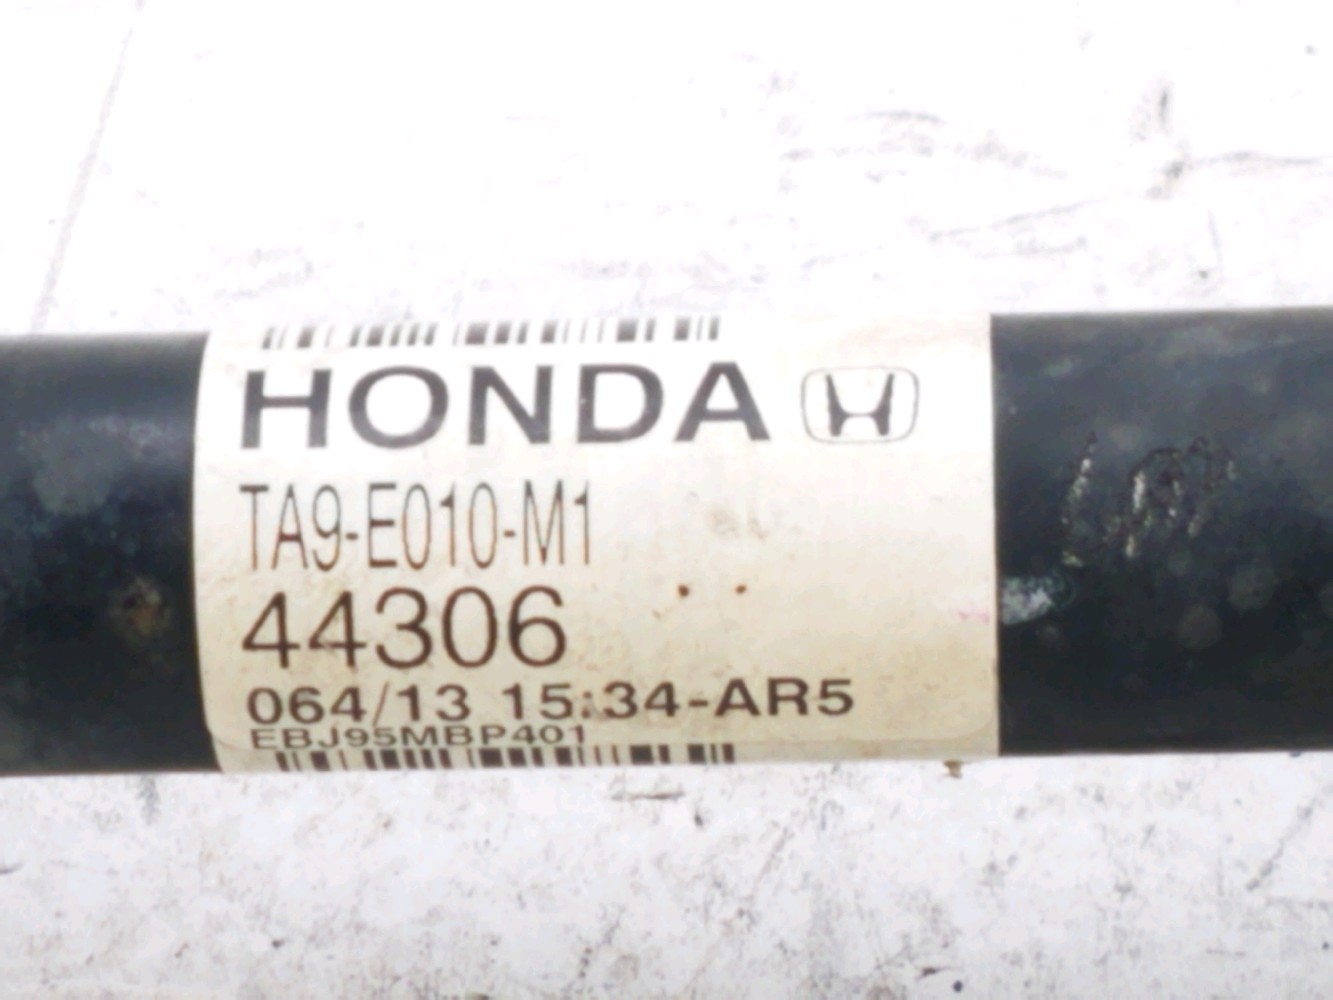 HONDA
TA9-E010-M1
44306
064/13 15:34-AR5
EBJ95MBP401